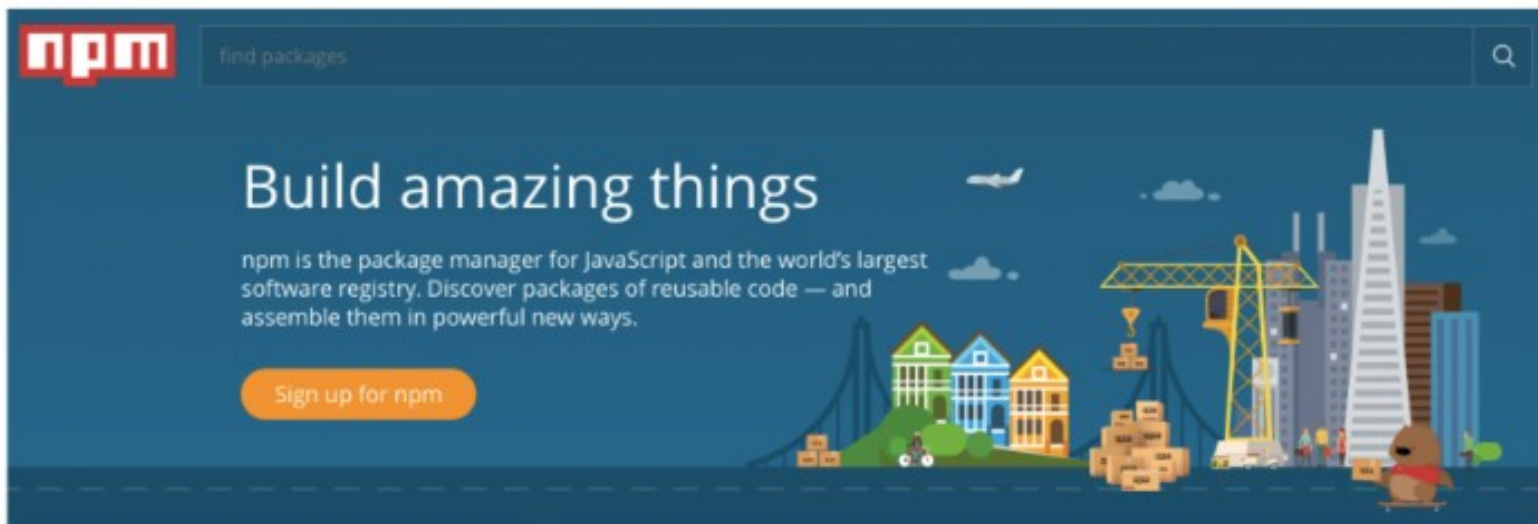 npm
find packages
Build amazing things
npm is the package manager for JavaScript and the world's largest
software registry. Discover packages of reusable code — and
assemble them in powerful new ways.
Sign up for npm